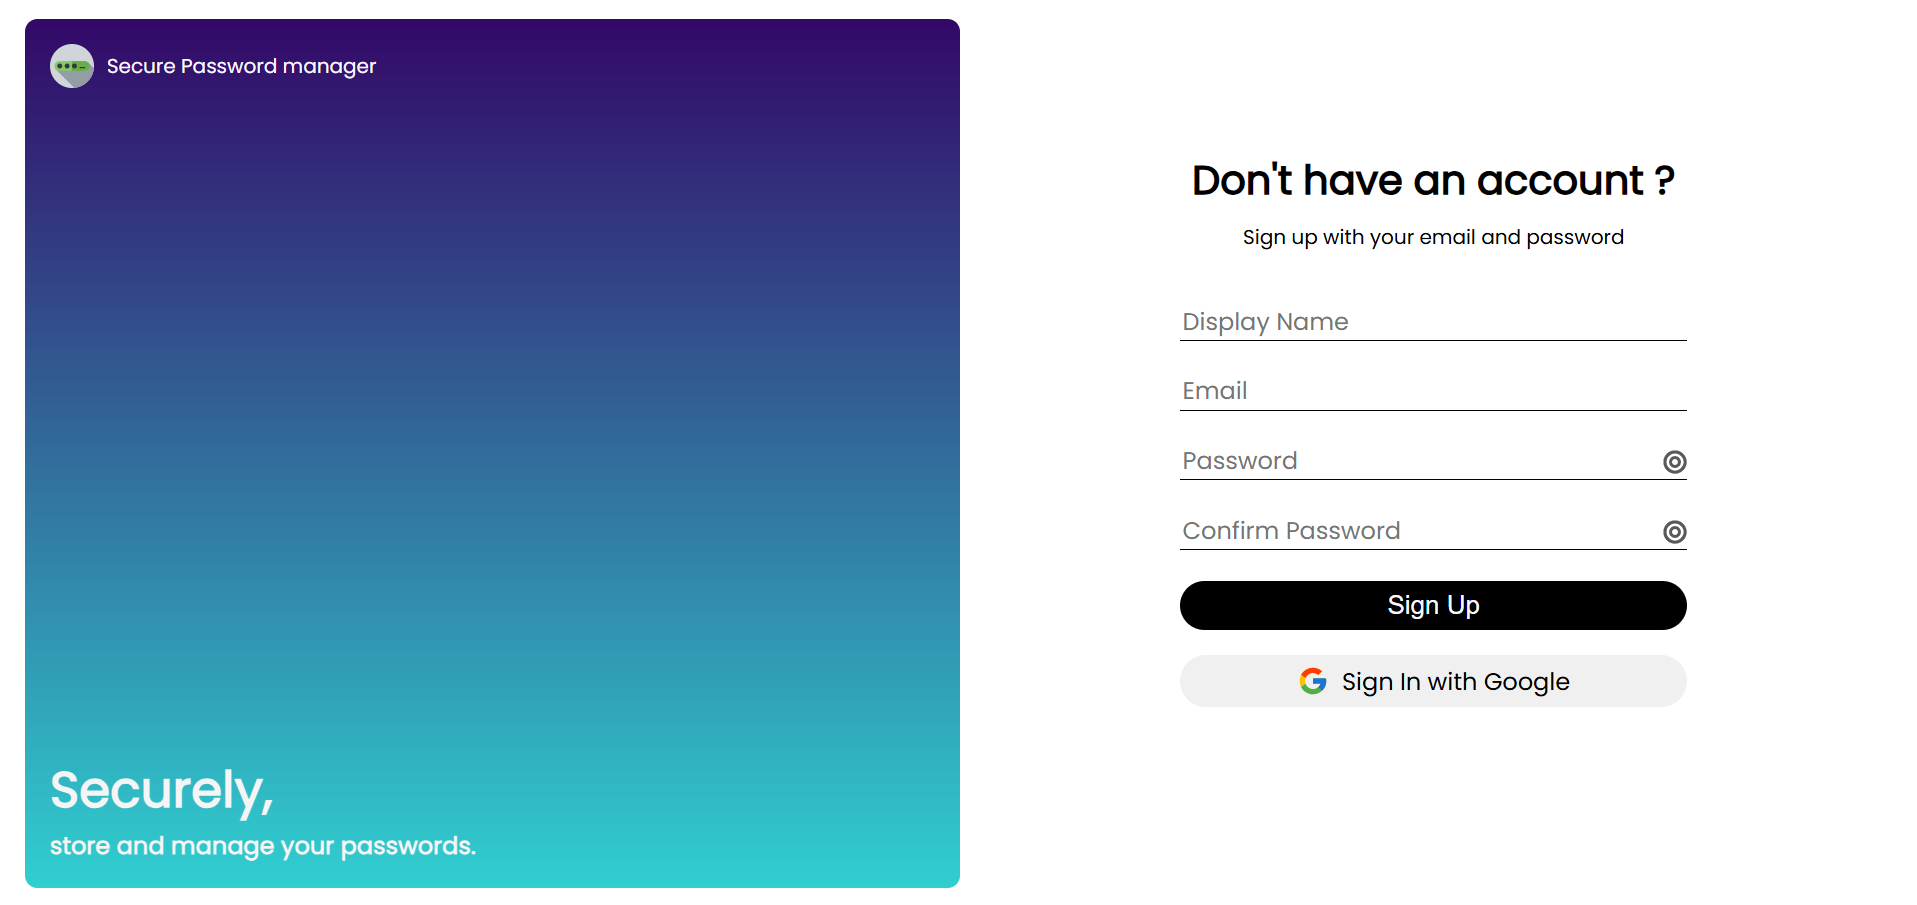 Secure Password manager
Securely,
store and manage your passwords.
Don't have an account ?
Sign up with your email and password
Display Name
Email
Password
Confirm Password
Sign Up
Sign In with Google